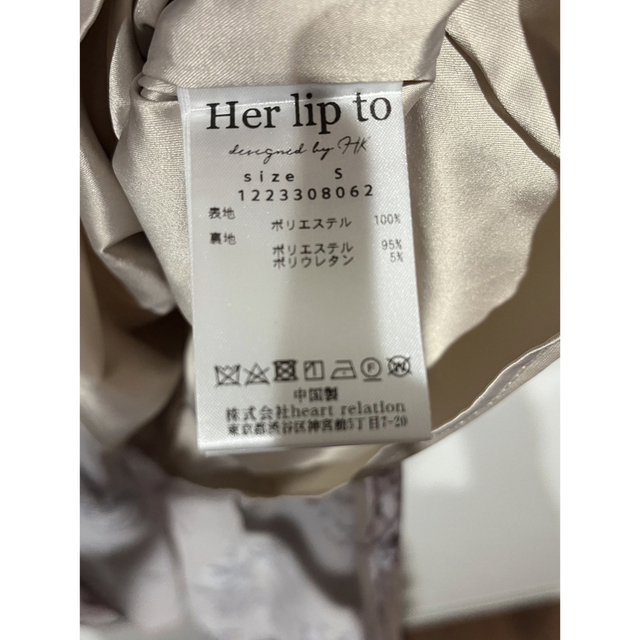 Her lip to
designed by HK
size S
1223308062
表地 ポリエステル 100%
裏地 ポリエステル 95%
ポリウレタン 5%
中国製
株式会社heart relation
東京都渋谷区神宮前5丁目7-20